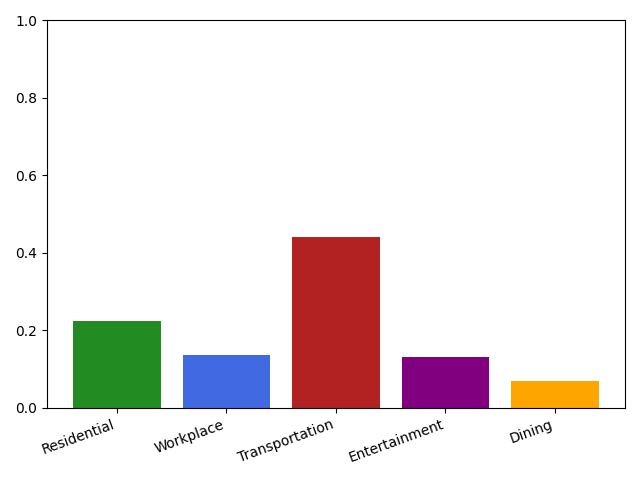 1.0
0.8
0.6
0.4
0.2
0.0
Residential
Workplace
Transportation
Entertainment
Dining